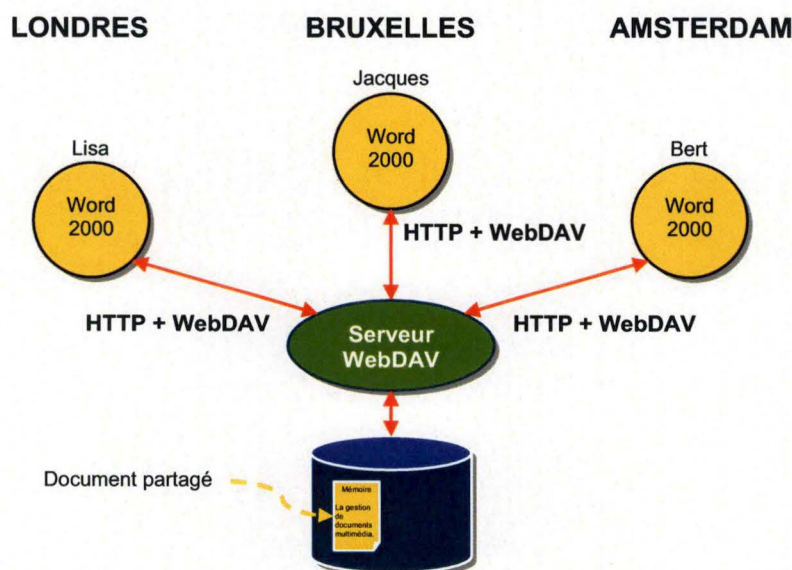 LONDRES BRUXELLES AMSTERDAM
Jacques
Lisa
Bert
Word
2000
Word
2000
Word
2000
HTTP + WebDAV
HTTP + WebDAV
HTTP + WebDAV
Serveur
WebDAV
Document partagé
Mémoire
La gestion
de
documents
multimédia.